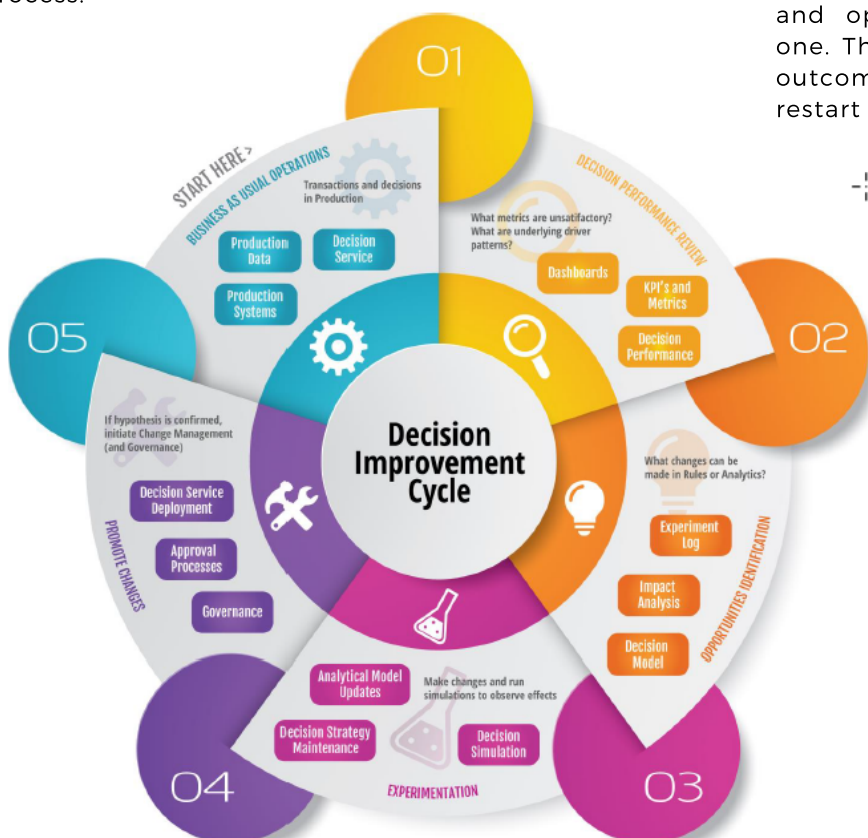 and
one.
restart
01
START HERE >
BUSINESS AS USUAL OPERATIONS
Transactions and decisions
in Production
Production
Data
Decision
Service
Production
Systems
DECISION PERFORMANCE REVIEW
What metrics are unsatifactory?
What are underlying driver
patterns?
Dashboards
KPI's and
Metrics
Decision
Performance
02
What changes can be
made in Rules or Analytics?
Experiment
Log
Impact
Analysis
Decision
Model
OPPORTUNITIES IDENTIFICATION
03
Analytical Model
Updates
Make changes and run
simulations to observe effects
Decision Strategy
Maintenance
Decision
Simulation
EXPERIMENTATION
04
If hypothesis is confirmed,
initiate Change Management
(and Governance)
Decision Service
Deployment
Approval
Processes
Governance
PROMOTE CHANGES
05
Decision
Improvement
Cycle